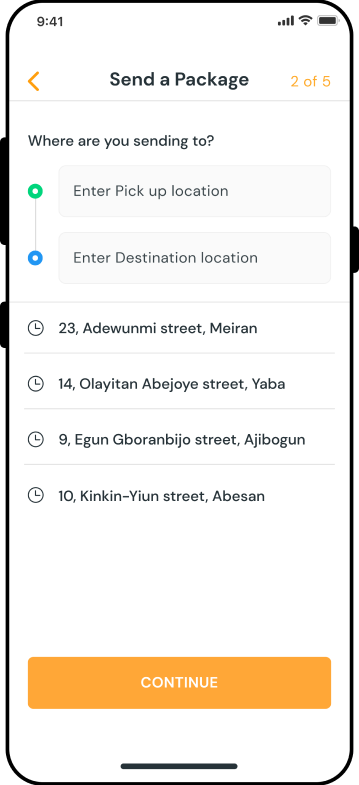 9:41
Send a Package
2 of 5
Where are you sending to?
Enter Pick up location
Enter Destination location
23, Adewunmi street, Meiran
14, Olayitan Abejoye street, Yaba
9, Egun Gboranbijo street, Ajibogun
10, Kinkin-Yiun street, Abesan
CONTINUE